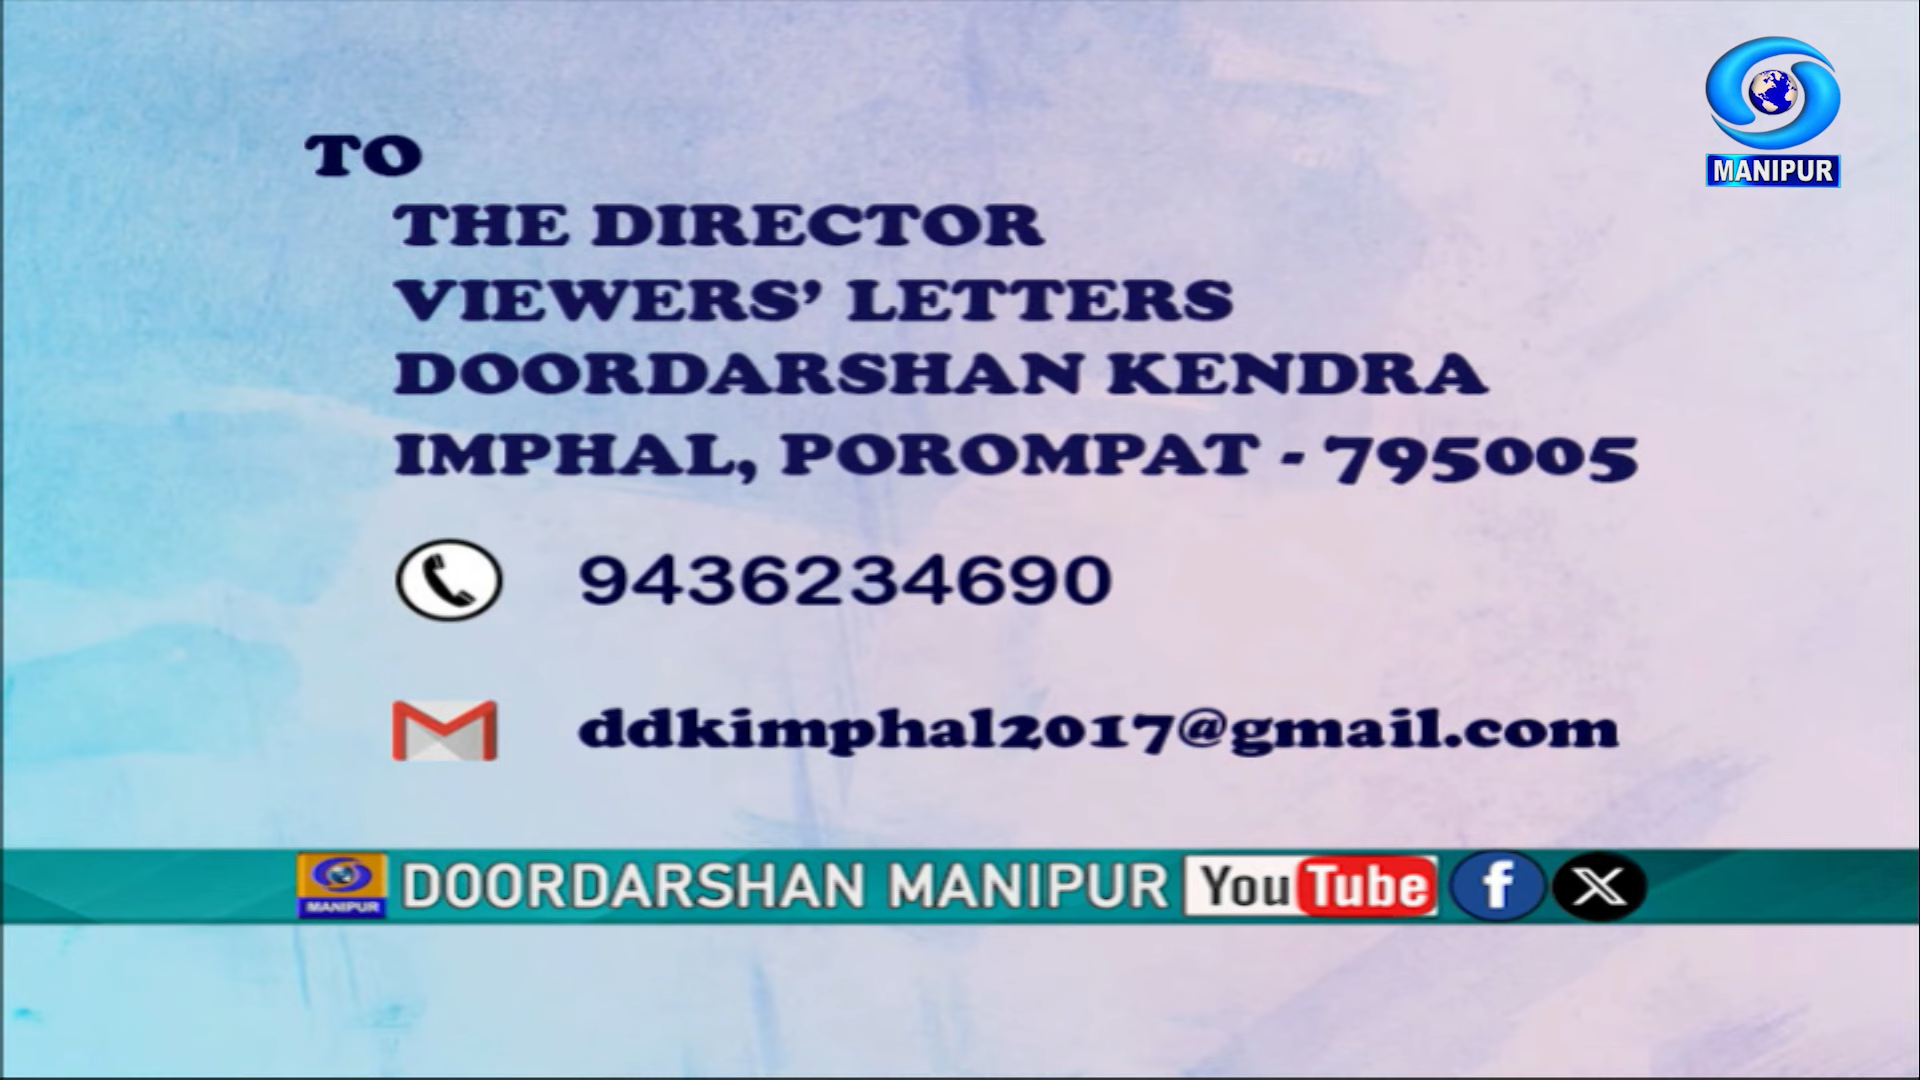 MANIPUR
TO
THE DIRECTOR
VIEWERS’ LETTERS
DOORDARSHAN KENDRA
IMPHAL, POROMPAT - 795005
9436234690
ddkimphal2017@gmail.com
MANIPUR DOORDARSHAN MANIPUR YouTube f X